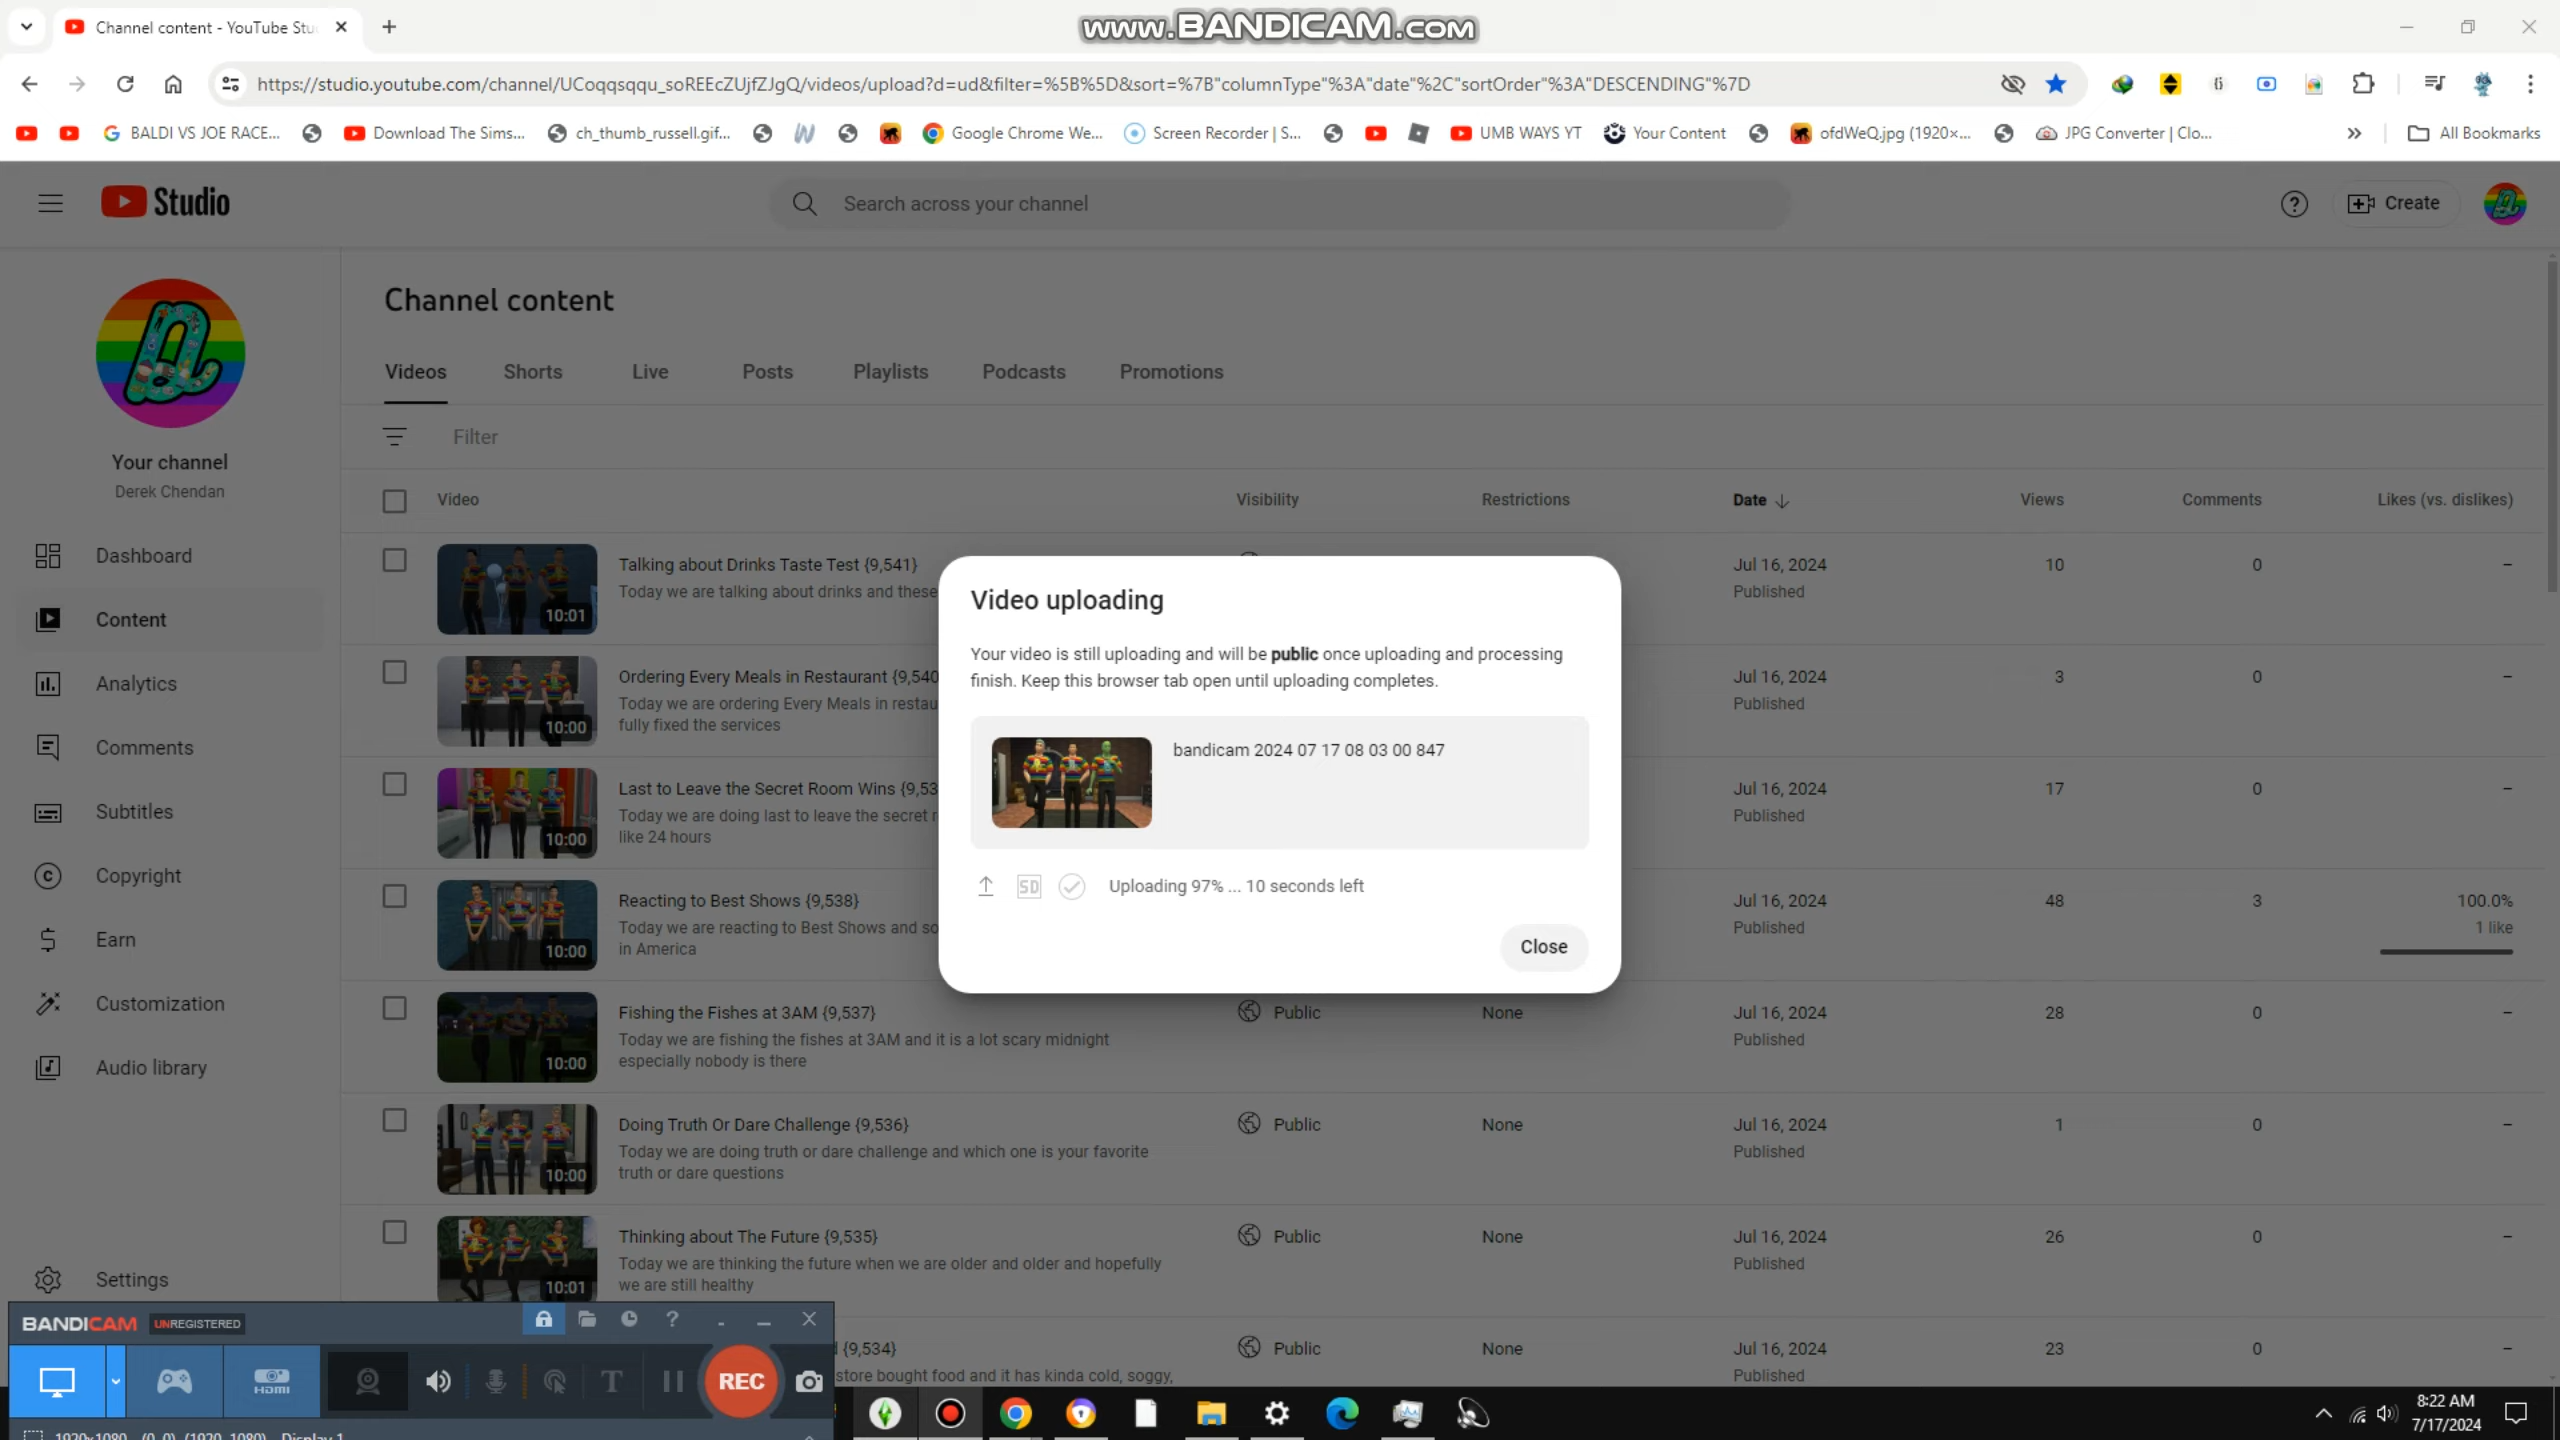 Channel content - YouTube Stu
www.BANDICAM.com
https://studio.youtube.com/channel/UCoqqsqqu_soREEcZUjfZJgQ/videos/upload?d=ud&filter=%5B%5D&sort=%7B"columnType"%3A"date"%2C"sortOrder"%3A"DESCENDING"%7D
BALDI VS JOE RACE... Download The Sims... ch_thumb_russell.gif... Google Chrome We... Screen Recorder | S... UMB WAYS YT Your Content ofdWeQ.jpg (1920×... JPG Converter | Clo... All Bookmarks
Studio
Search across your channel
Create
Channel content
Videos Shorts Live Posts Playlists Podcasts Promotions
Filter
Your channel
Derek Chendan
Dashboard
Content
Analytics
Comments
Subtitles
Copyright
Earn
Customization
Audio library
Settings
Video Visibility Restrictions Date Views Comments Likes (vs. dislikes)
Talking about Drinks Taste Test {9,541} Jul 16, 2024 10 0 –
Today we are talking about drinks and these Published
10:01
Ordering Every Meals in Restaurant {9,540 Jul 16, 2024 3 0 –
Today we are ordering Every Meals in restau Published
fully fixed the services
10:00
Last to Leave the Secret Room Wins {9,53 Jul 16, 2024 17 0 –
Today we are doing last to leave the secret r Published
like 24 hours
10:00
Reacting to Best Shows {9,538} Jul 16, 2024 48 3 100.0%
Today we are reacting to Best Shows and so Published 1 like
in America
10:00
Fishing the Fishes at 3AM {9,537} Public None Jul 16, 2024 28 0 –
Today we are fishing the fishes at 3AM and it is a lot scary midnight Published
especially nobody is there
10:00
Doing Truth Or Dare Challenge {9,536} Public None Jul 16, 2024 1 0 –
Today we are doing truth or dare challenge and which one is your favorite Published
truth or dare questions
10:00
Thinking about The Future {9,535} Public None Jul 16, 2024 26 0 –
Today we are thinking the future when we are older and older and hopefully Published
we are still healthy
10:01
d {9,534} Public None Jul 16, 2024 23 0 –
store bought food and it has kinda cold, soggy, Published
Video uploading
Your video is still uploading and will be public once uploading and processing
finish. Keep this browser tab open until uploading completes.
bandicam 2024 07 17 08 03 00 847
SD Uploading 97% ... 10 seconds left
Close
BANDICAM UNREGISTERED
HDMI T REC
1920x1080 (0, 0), (1920, 1080), Display 1
8:22 AM
7/17/2024